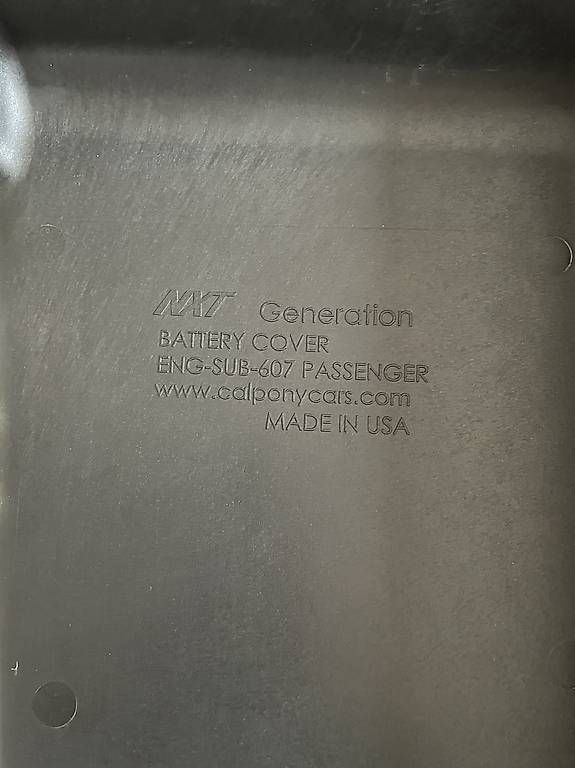 NXT Generation
BATTERY COVER
ENG-SUB-607 PASSENGER
www.calponycars.com
MADE IN USA